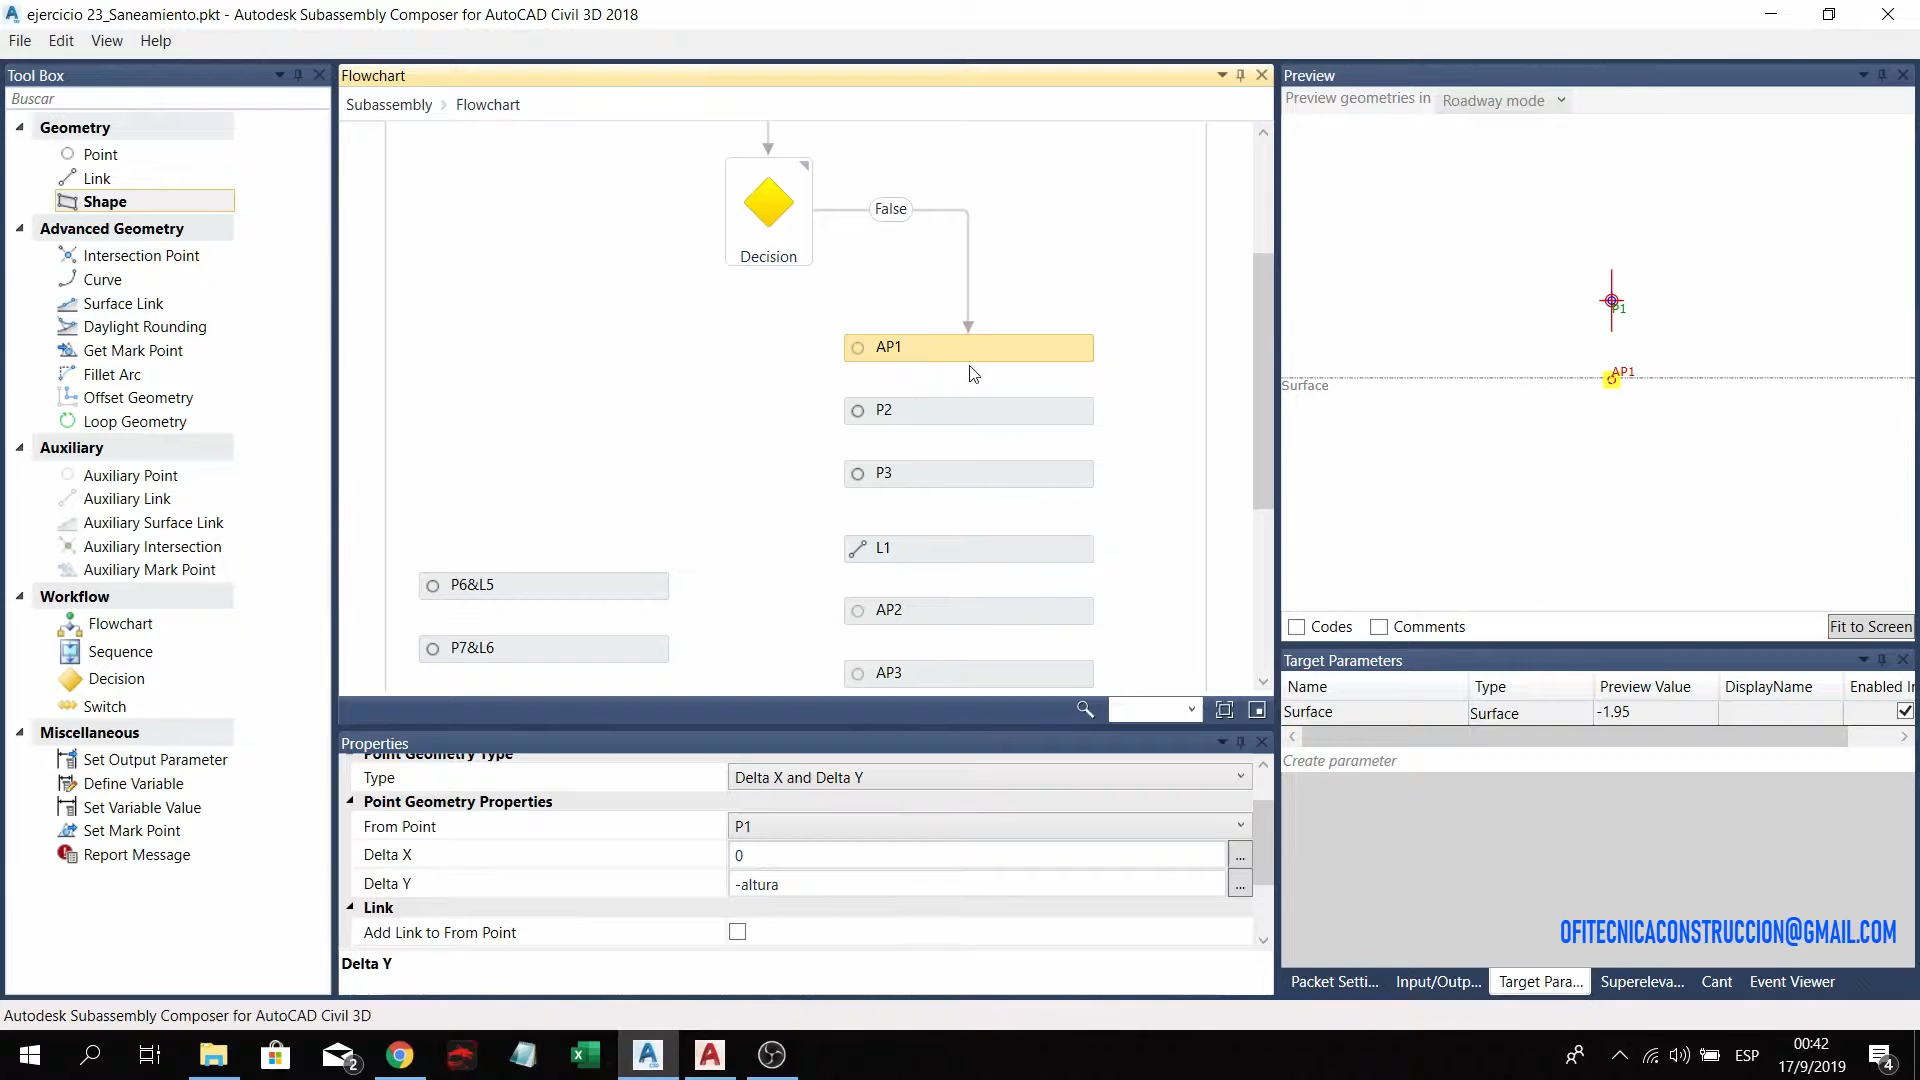 ejercicio 23_Saneamiento.pkt - Autodesk Subassembly Composer for AutoCAD Civil 3D 2018
File Edit View Help
Tool Box
Buscar
Geometry
Point
Link
Shape
Advanced Geometry
Intersection Point
Curve
Surface Link
Daylight Rounding
Get Mark Point
Fillet Arc
Offset Geometry
Loop Geometry
Auxiliary
Auxiliary Point
Auxiliary Link
Auxiliary Surface Link
Auxiliary Intersection
Auxiliary Mark Point
Workflow
Flowchart
Sequence
Decision
Switch
Miscellaneous
Set Output Parameter
Define Variable
Set Variable Value
Set Mark Point
Report Message
Flowchart
Subassembly Flowchart
Decision
False
AP1
P2
P3
L1
P6&L5
AP2
P7&L6
AP3
Properties
Point Geometry Type
Type Delta X and Delta Y
Point Geometry Properties
From Point P1
Delta X 0 ...
Delta Y -altura ...
Link
Add Link to From Point
Delta Y
Preview
Preview geometries in Roadway mode
P1
AP1
Surface
Codes Comments Fit to Screen
Target Parameters
Name Type Preview Value DisplayName Enabled In
Surface Surface -1.95
Create parameter
OFITECNICACONSTRUCCION@GMAIL.COM
Packet Setti... Input/Outp... Target Para... Supereleva... Cant Event Viewer
Autodesk Subassembly Composer for AutoCAD Civil 3D
2
ESP
00:42
17/9/2019
4